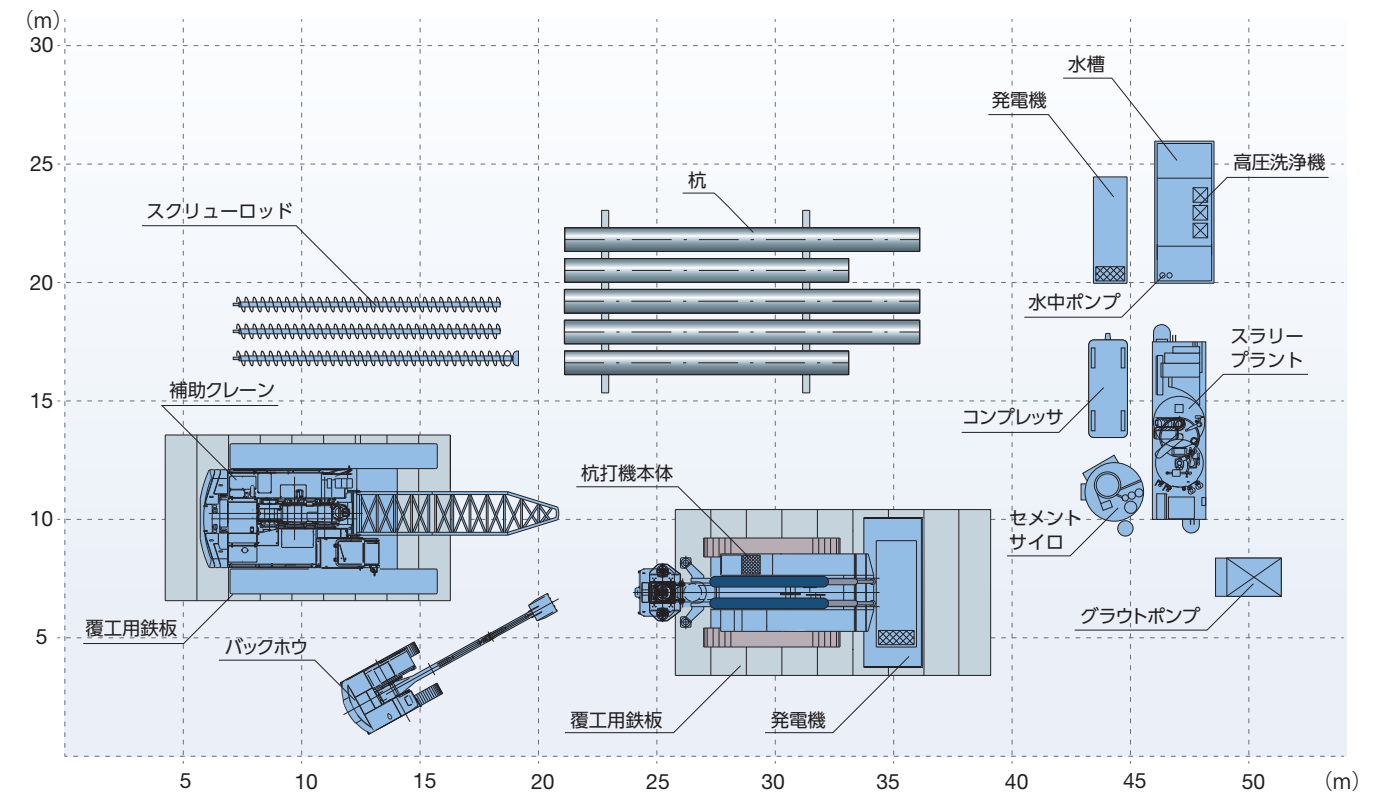 (m)
30
水槽
発電機
25
高圧洗浄機
杭
スクリューロッド
20
水中ポンプ
スラリー
プラント
補助クレーン
15
コンプレッサ
杭打機本体
10
セメント
サイロ
グラウトポンプ
5
覆工用鉄板
バックホウ
覆工用鉄板
発電機
5
10
15
20
25
30
35
40
45
50
(m)